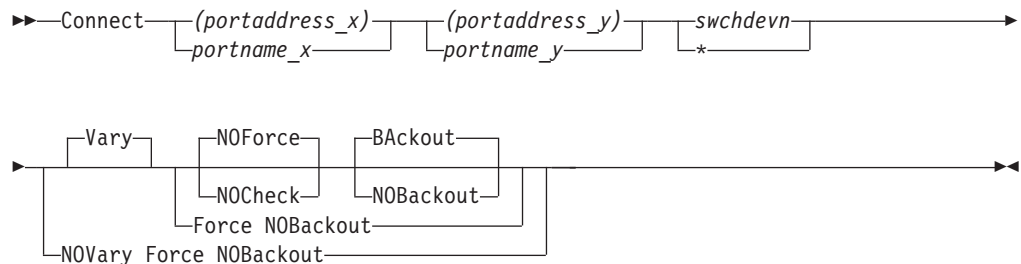 Connect (portaddress_x) (portaddress_y) swchdevn
portname_x portname_y *
Vary NOForce BAckout
NOCheck NOBackout
Force NOBackout
NOVary Force NOBackout